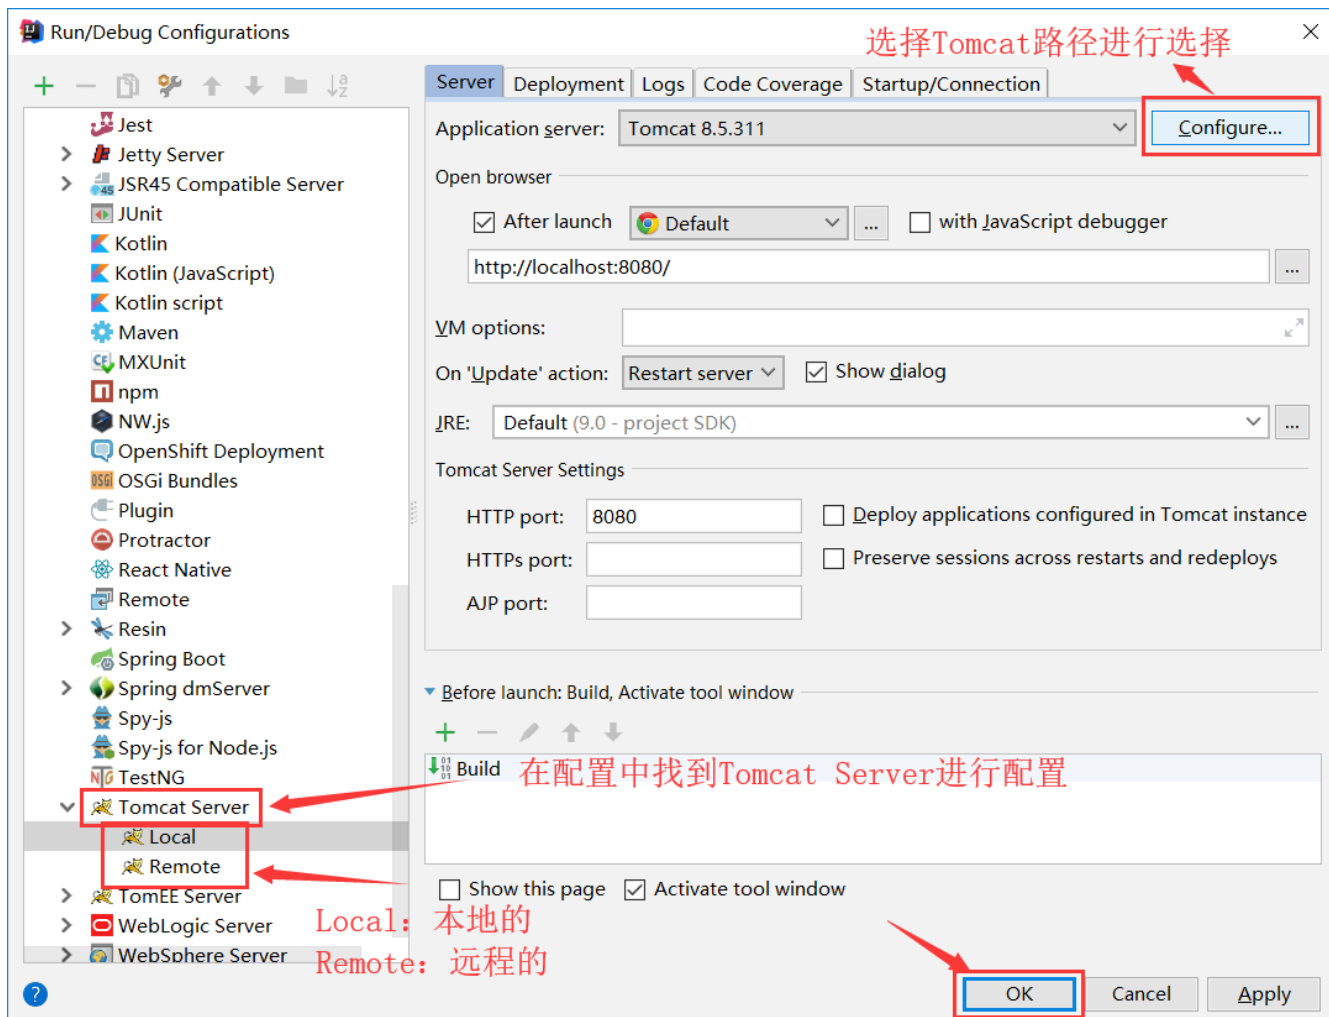 Run/Debug Configurations
选择Tomcat路径进行选择
Jest
Jetty Server
JSR45 Compatible Server
JUnit
Kotlin
Kotlin (JavaScript)
Kotlin script
Maven
MXUnit
npm
NW.js
OpenShift Deployment
OSGi Bundles
Plugin
Protractor
React Native
Remote
Resin
Spring Boot
Spring dmServer
Spy-js
Spy-js for Node.js
TestNG
Tomcat Server
Local
Remote
TomEE Server
WebLogic Server
WebSphere Server
Server Deployment Logs Code Coverage Startup/Connection
Application server: Tomcat 8.5.311 Configure...
Open browser
After launch Default ... with JavaScript debugger
http://localhost:8080/ ...
VM options:
On 'Update' action: Restart server Show dialog
JRE: Default (9.0 - project SDK) ...
Tomcat Server Settings
HTTP port: 8080 Deploy applications configured in Tomcat instance
HTTPs port: Preserve sessions across restarts and redeploys
AJP port:
Before launch: Build, Activate tool window
Build
在配置中找到Tomcat Server进行配置
Show this page Activate tool window
Local：本地的
Remote：远程的
? OK Cancel Apply